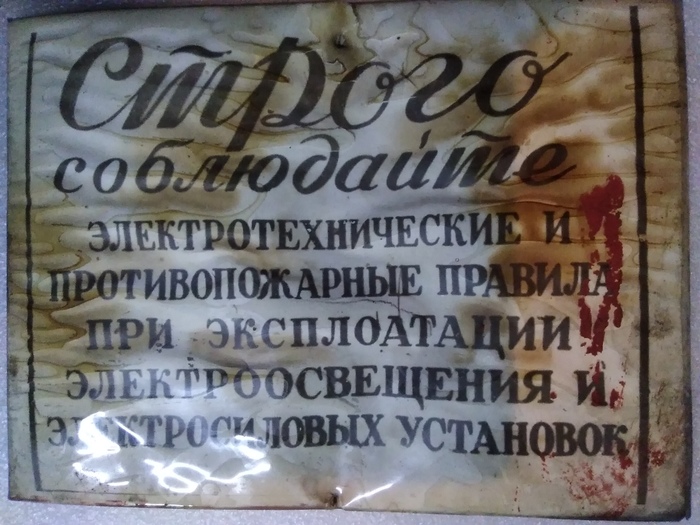 Строго
соблюдайте
ЭЛЕКТРОТЕХНИЧЕСКИЕ И
ПРОТИВОПОЖАРНЫЕ ПРАВИЛА
ПРИ ЭКСПЛОАТАЦИИ
ЭЛЕКТРООСВЕЩЕНИЯ И
ЭЛЕКТРОСИЛОВЫХ УСТАНОВОК